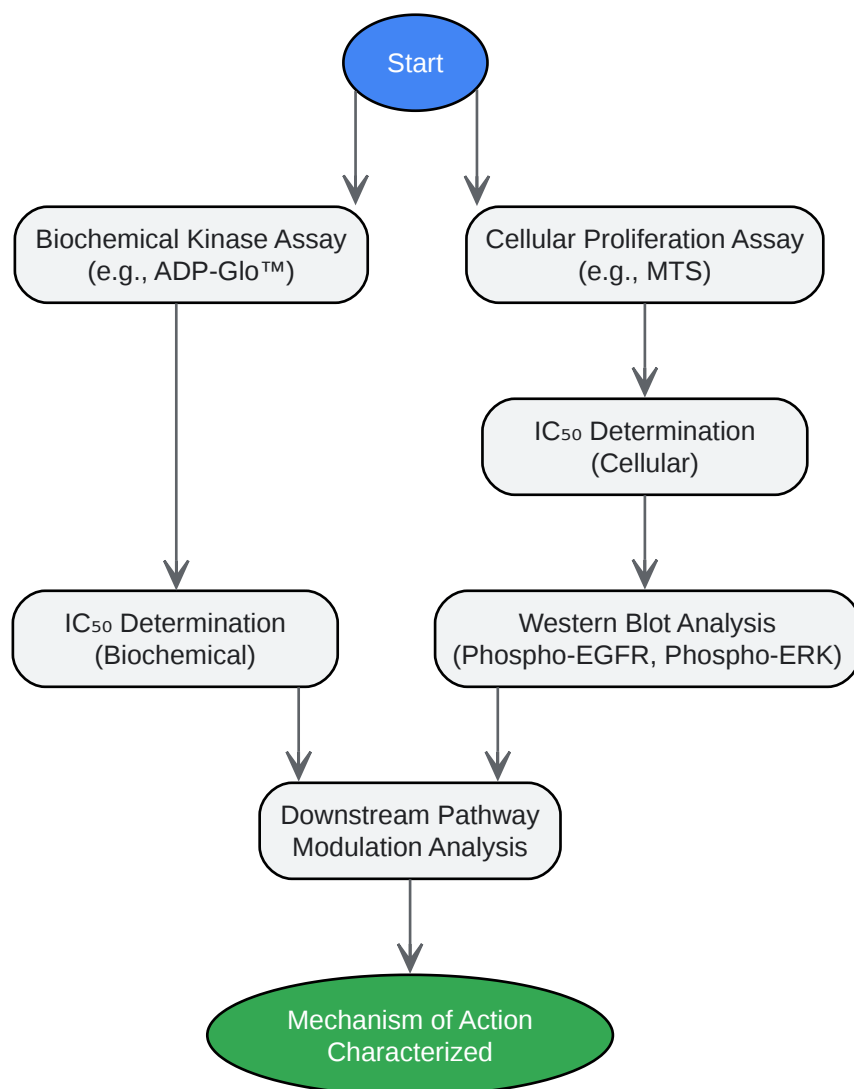 Start
Biochemical Kinase Assay
(e.g., ADP-Glo™)
Cellular Proliferation Assay
(e.g., MTS)
IC₅₀ Determination
(Cellular)
IC₅₀ Determination
(Biochemical)
Western Blot Analysis
(Phospho-EGFR, Phospho-ERK)
Downstream Pathway
Modulation Analysis
Mechanism of Action
Characterized